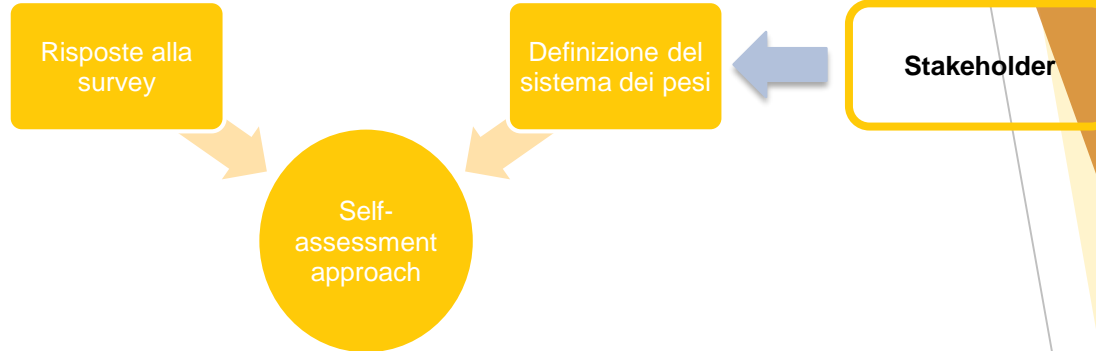 Risposte alla
survey
Definizione del
sistema dei pesi
Stakeholder
Self-
assessment
approach